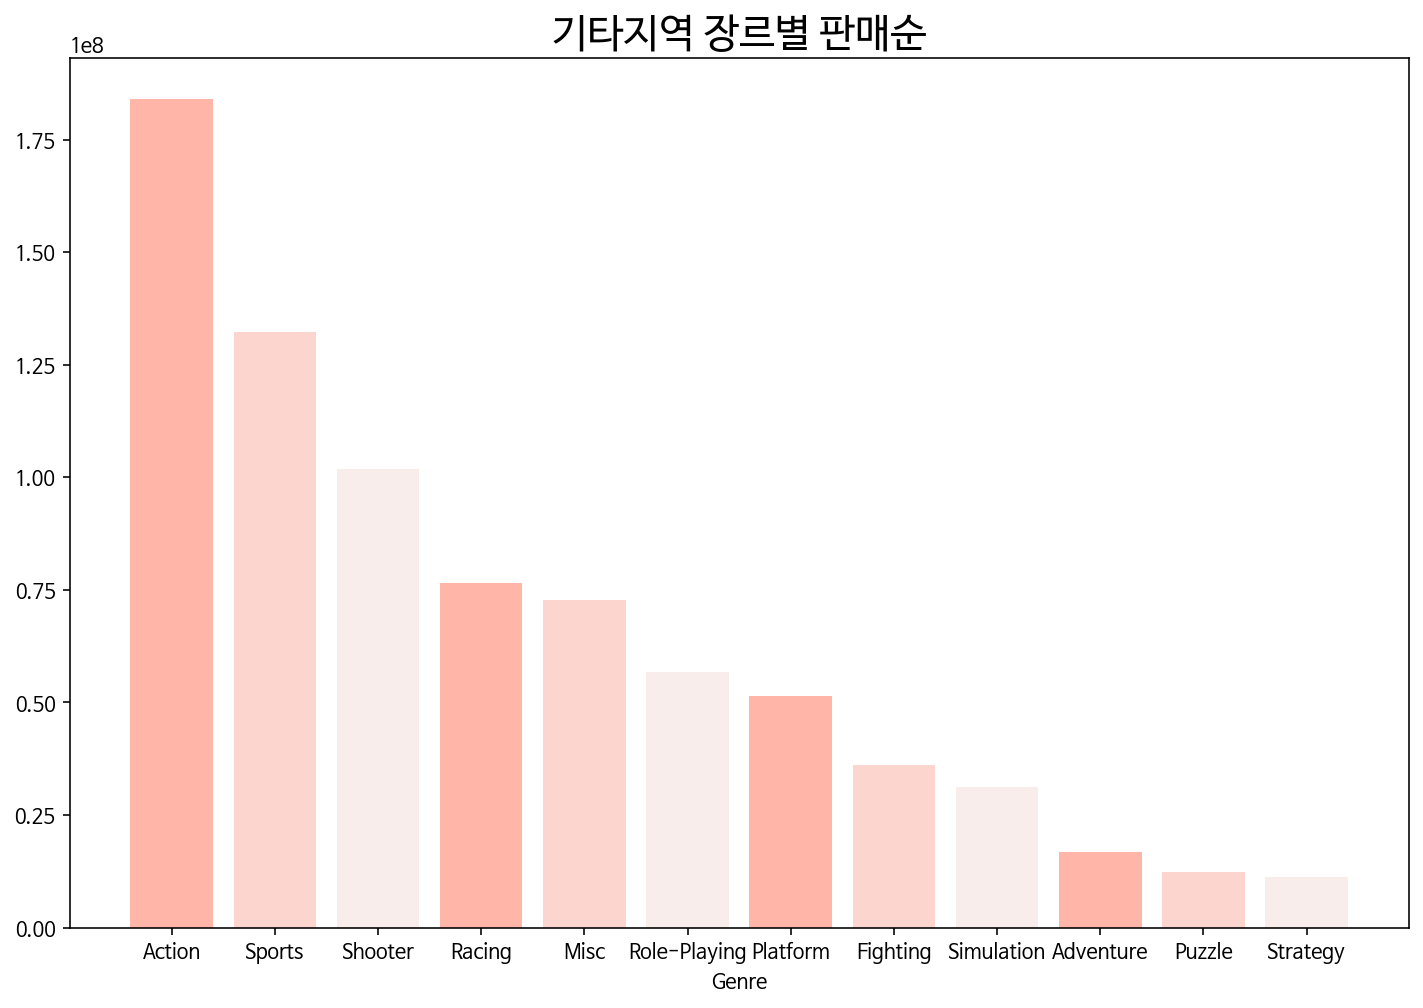 기타지역 장르별 판매순
1e8
1.75
1.50
1.25
1.00
0.75
0.50
0.25
0.00
Action Sports Shooter Racing Misc Role-Playing Platform Fighting Simulation Adventure Puzzle Strategy
Genre